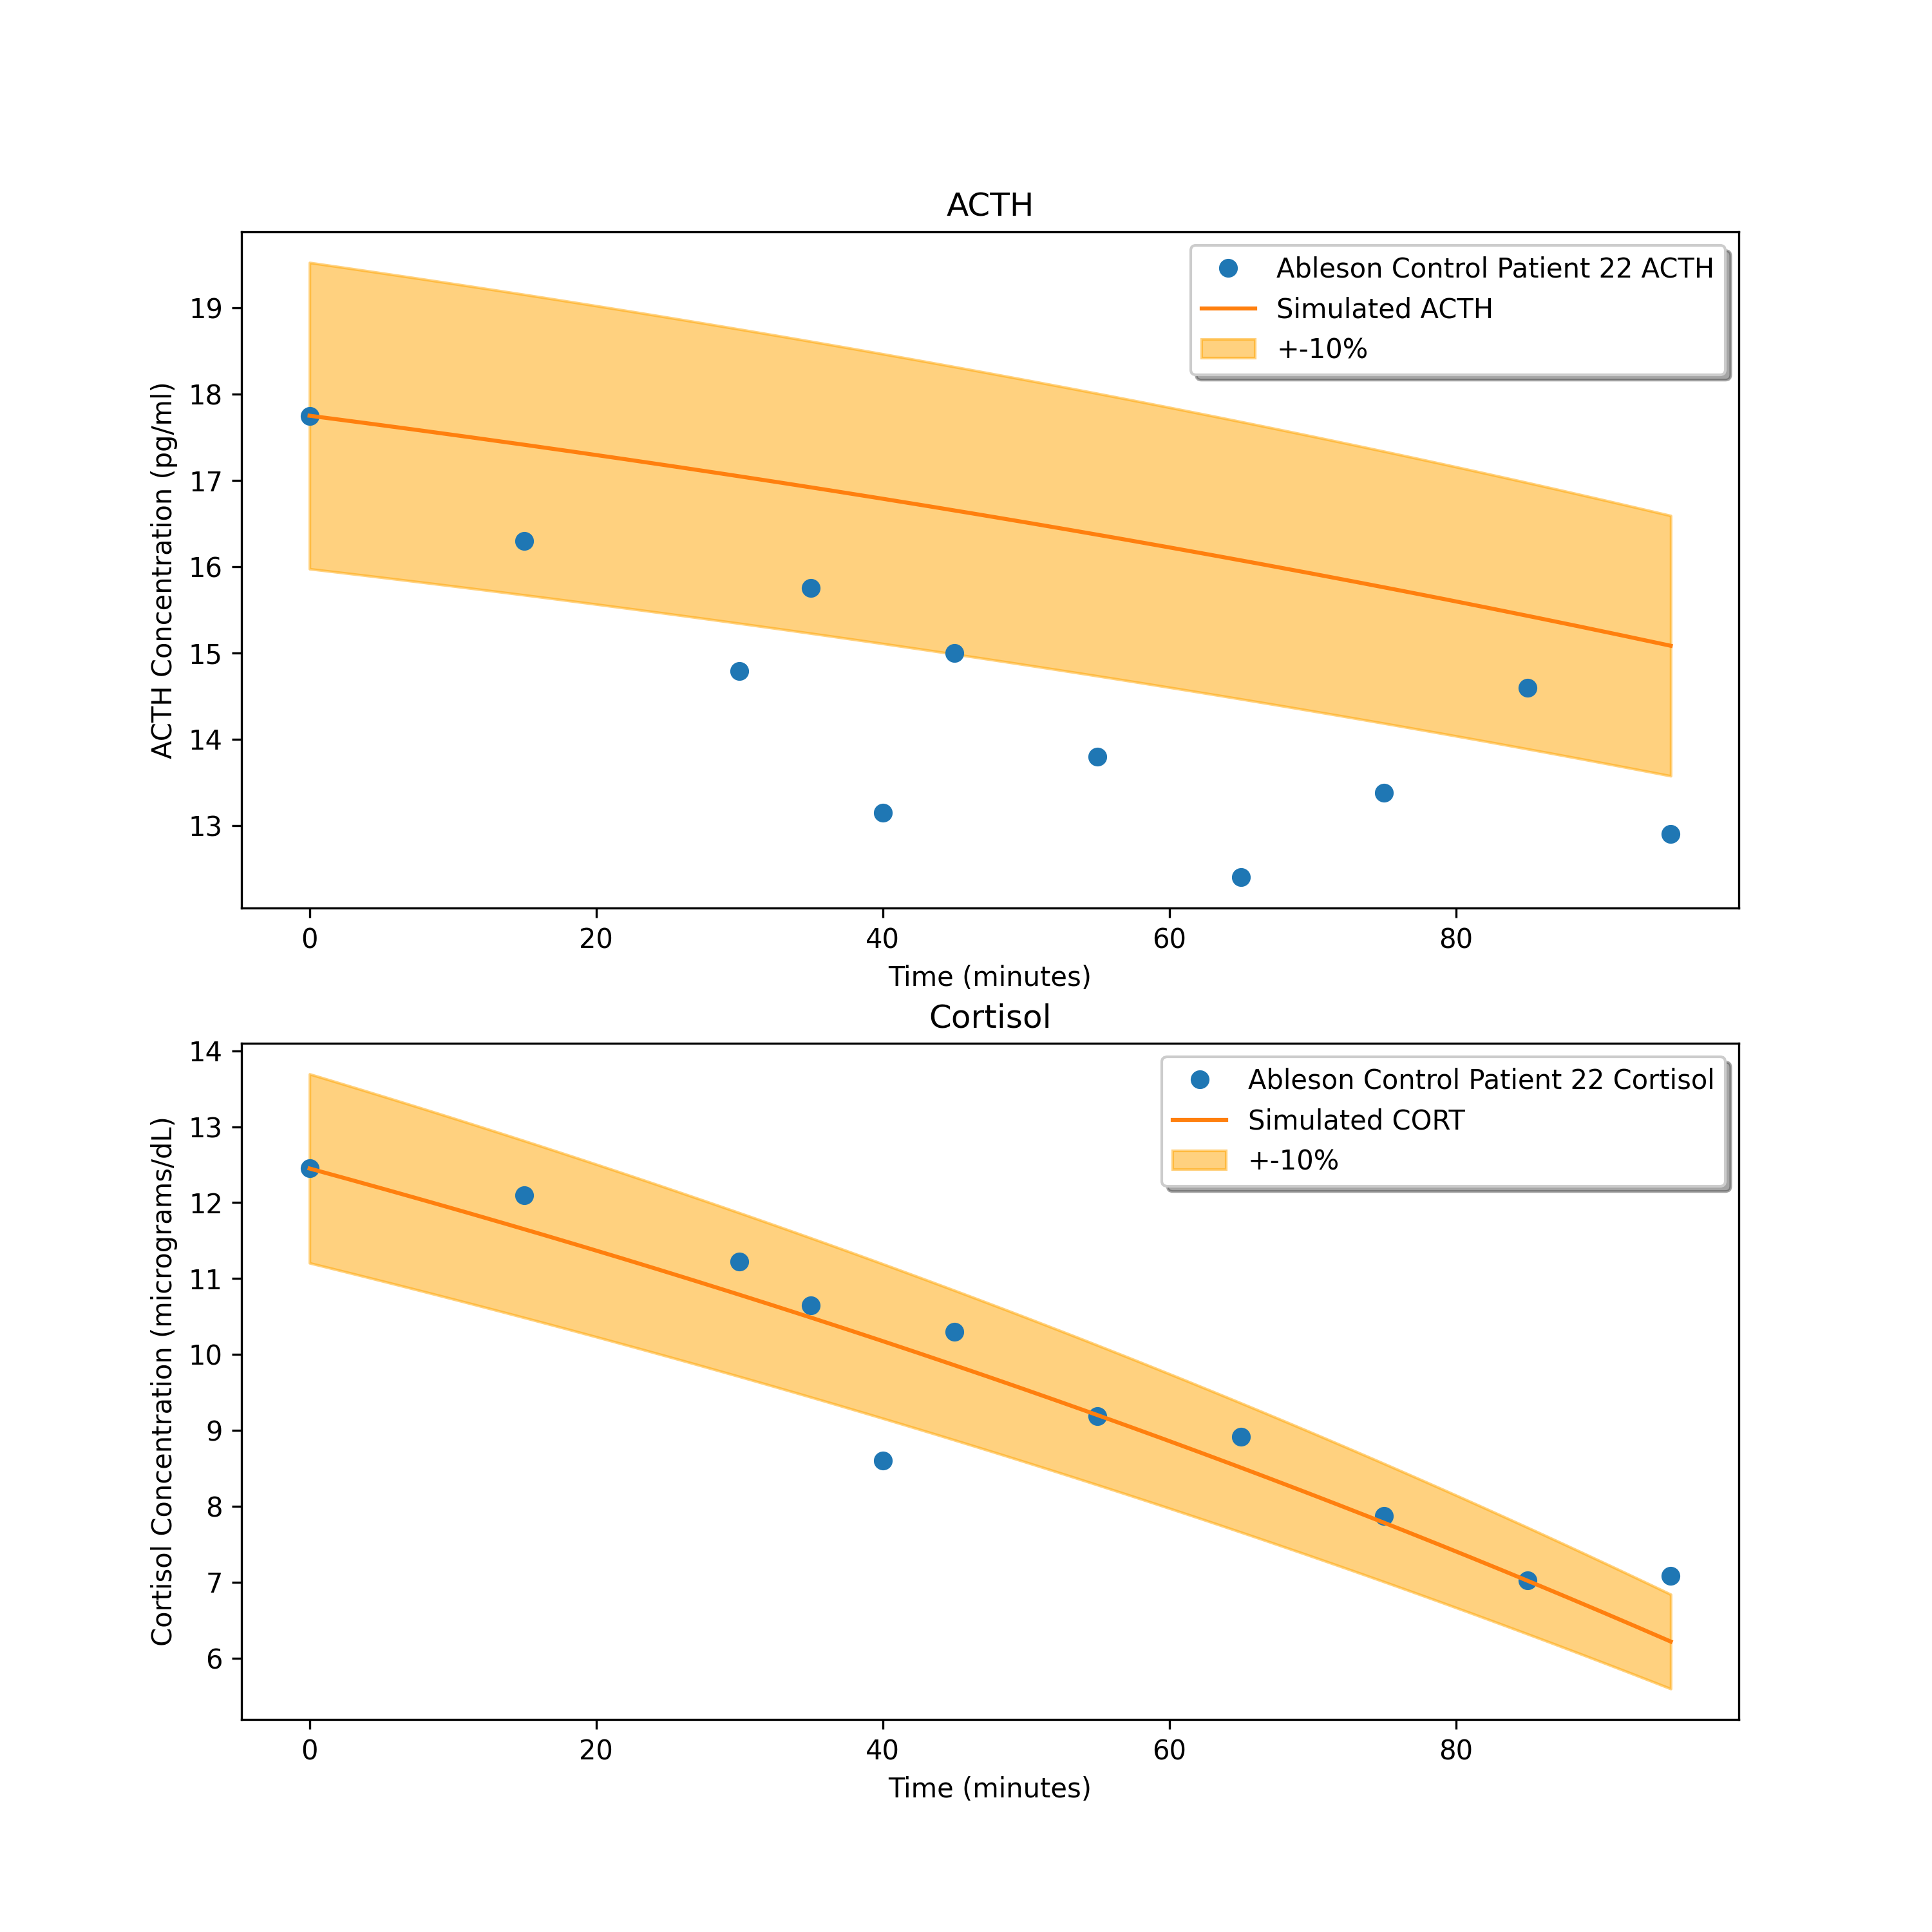 ACTH
Ableson Control Patient 22 ACTH
Simulated ACTH
+-10%
ACTH Concentration (pg/ml)
19
18
17
16
15
14
13
0 20 40 60 80
Time (minutes)
Cortisol
Ableson Control Patient 22 Cortisol
Simulated CORT
+-10%
Cortisol Concentration (micrograms/dL)
14
13
12
11
10
9
8
7
6
0 20 40 60 80
Time (minutes)